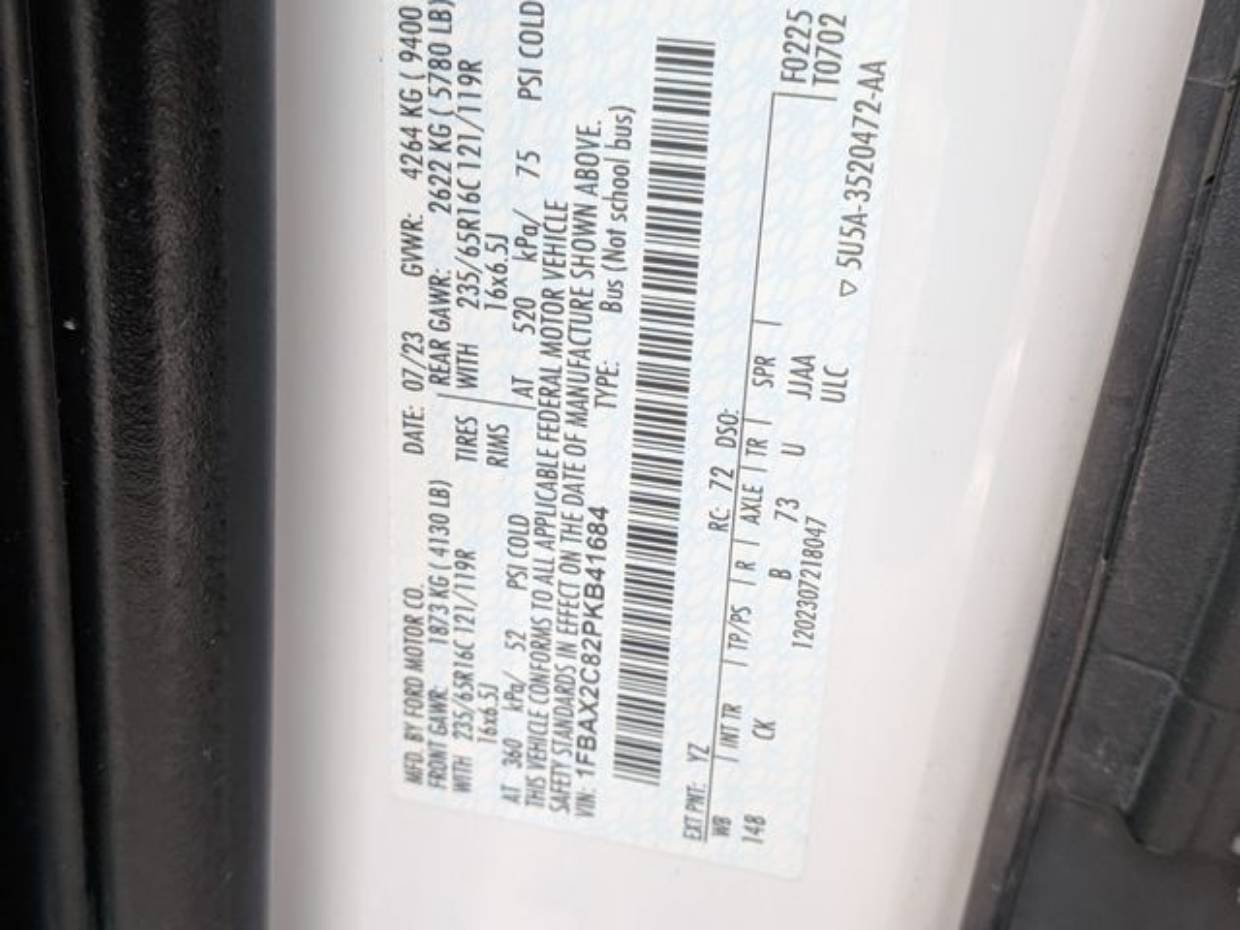 MFD. BY FORD MOTOR CO. DATE: 07/23 GVWR: 4264 KG ( 9400
FRONT GAWR: 1873 KG ( 4130 LB) REAR GAWR: 2622 KG ( 5780 LB)
WITH 235/65R16C 121/119R TIRES WITH 235/65R16C 121/119R
16x6.5J RIMS 16x6.5J
AT 360 kPa/ 52 PSI COLD AT 520 kPa/ 75 PSI COLD
THIS VEHICLE CONFORMS TO ALL APPLICABLE FEDERAL MOTOR VEHICLE
SAFETY STANDARDS IN EFFECT ON THE DATE OF MANUFACTURE SHOWN ABOVE.
VIN: 1FBAX2C82PKB41684 TYPE: Bus (Not school bus)
EXT PNT: YZ RC: 72 DSO:
WB INT TR TP/PS R AXLE TR SPR F0225
148 CK B 73 U JJAA T0702
1202307218047 ULC ▽ 5U5A-3520472-AA